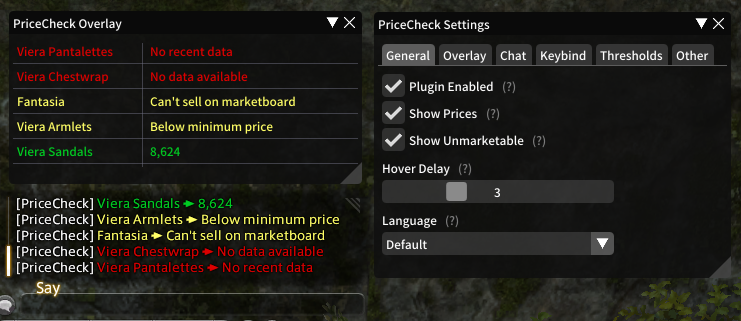 PriceCheck Overlay
Viera Pantalettes No recent data
Viera Chestwrap No data available
Fantasia Can't sell on marketboard
Viera Armlets Below minimum price
Viera Sandals 8,624
[PriceCheck] Viera Sandals ➨ 8,624
[PriceCheck] Viera Armlets ➨ Below minimum price
[PriceCheck] Fantasia ➨ Can't sell on marketboard
[PriceCheck] Viera Chestwrap ➨ No data available
[PriceCheck] Viera Pantalettes ➨ No recent data
Say
PriceCheck Settings
General Overlay Chat Keybind Thresholds Other
Plugin Enabled (?)
Show Prices (?)
Show Unmarketable (?)
Hover Delay (?)
3
Language (?)
Default